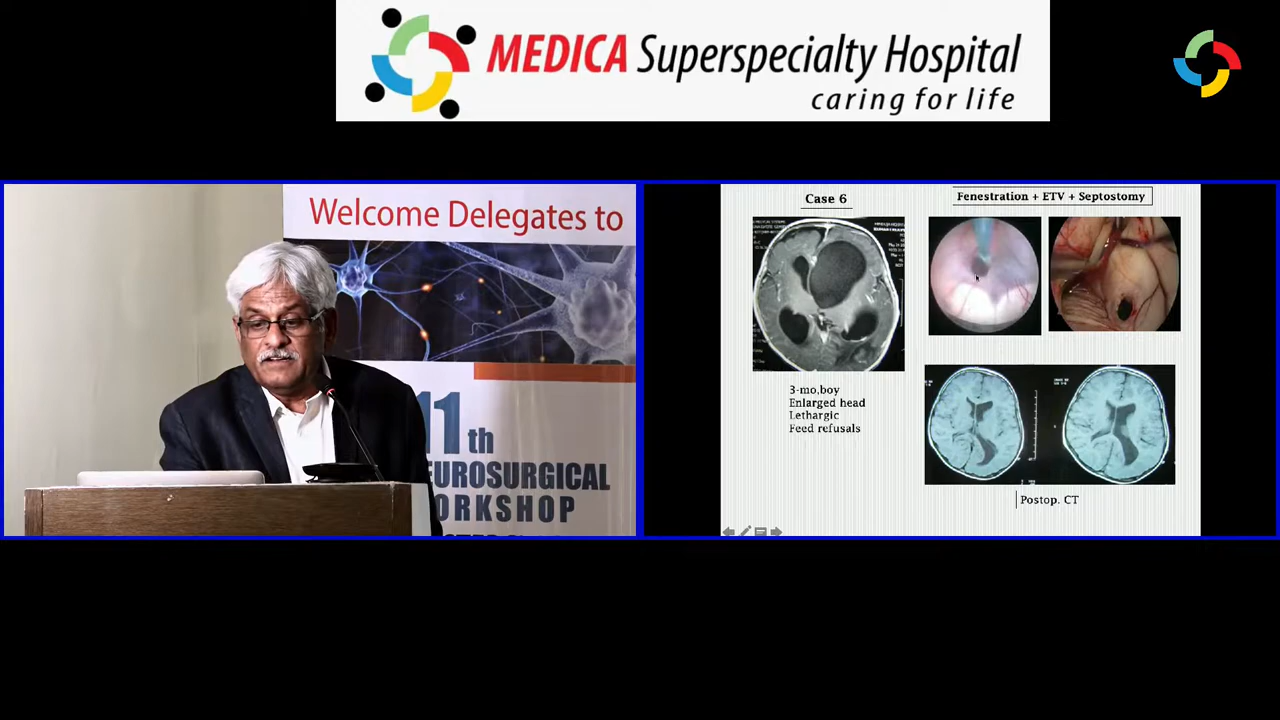 MEDICA Superspecialty Hospital
caring for life
Welcome Delegates to
11th
EUROSURGICAL
ORKSHOP
Case 6
Fenestration + ETV + Septostomy
3-mo,boy
Enlarged head
Lethargic
Feed refusals
Postop. CT